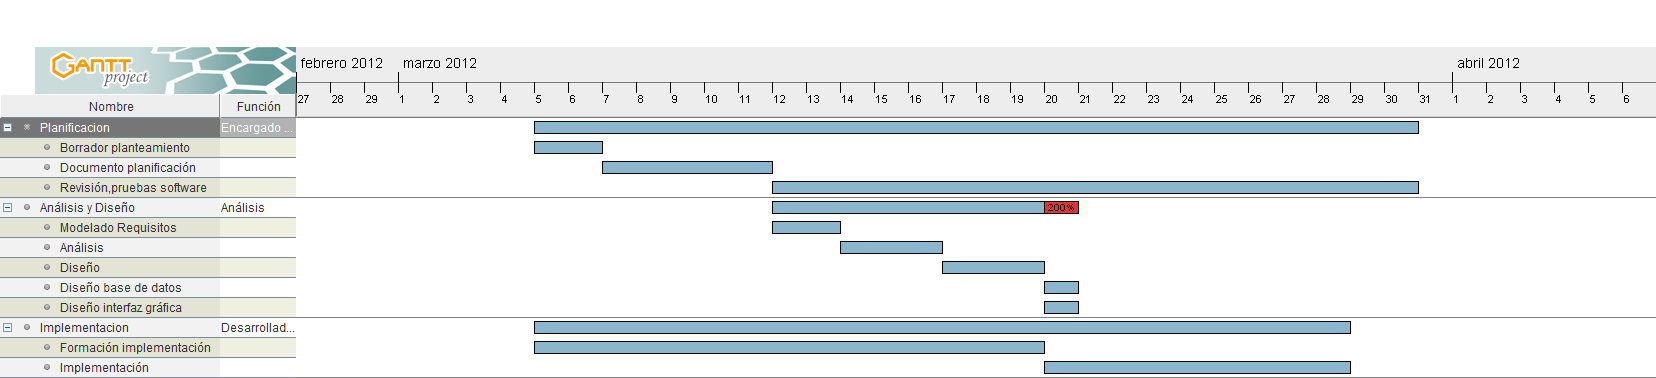 GANTT project
febrero 2012 marzo 2012 abril 2012
Nombre Función 27 28 29 1 2 3 4 5 6 7 8 9 10 11 12 13 14 15 16 17 18 19 20 21 22 23 24 25 26 27 28 29 30 31 1 2 3 4 5 6
Planificacion Encargado ...
Borrador planteamiento
Documento planificación
Revisión,pruebas software
Análisis y Diseño Análisis 200%
Modelado Requisitos
Análisis
Diseño
Diseño base de datos
Diseño interfaz gráfica
Implementacion Desarrollad...
Formación implementación
Implementación